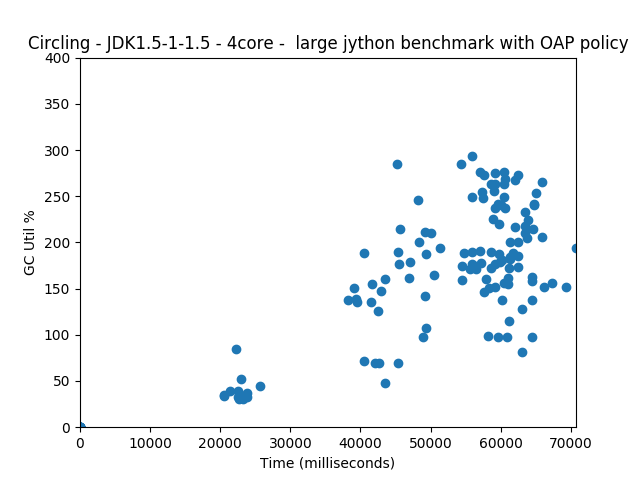 Circling - JDK1.5-1-1.5 - 4core -  large jython benchmark with OAP policy
400
350
300
250
200
150
100
50
0
GC Util %
0 10000 20000 30000 40000 50000 60000 70000
Time (milliseconds)